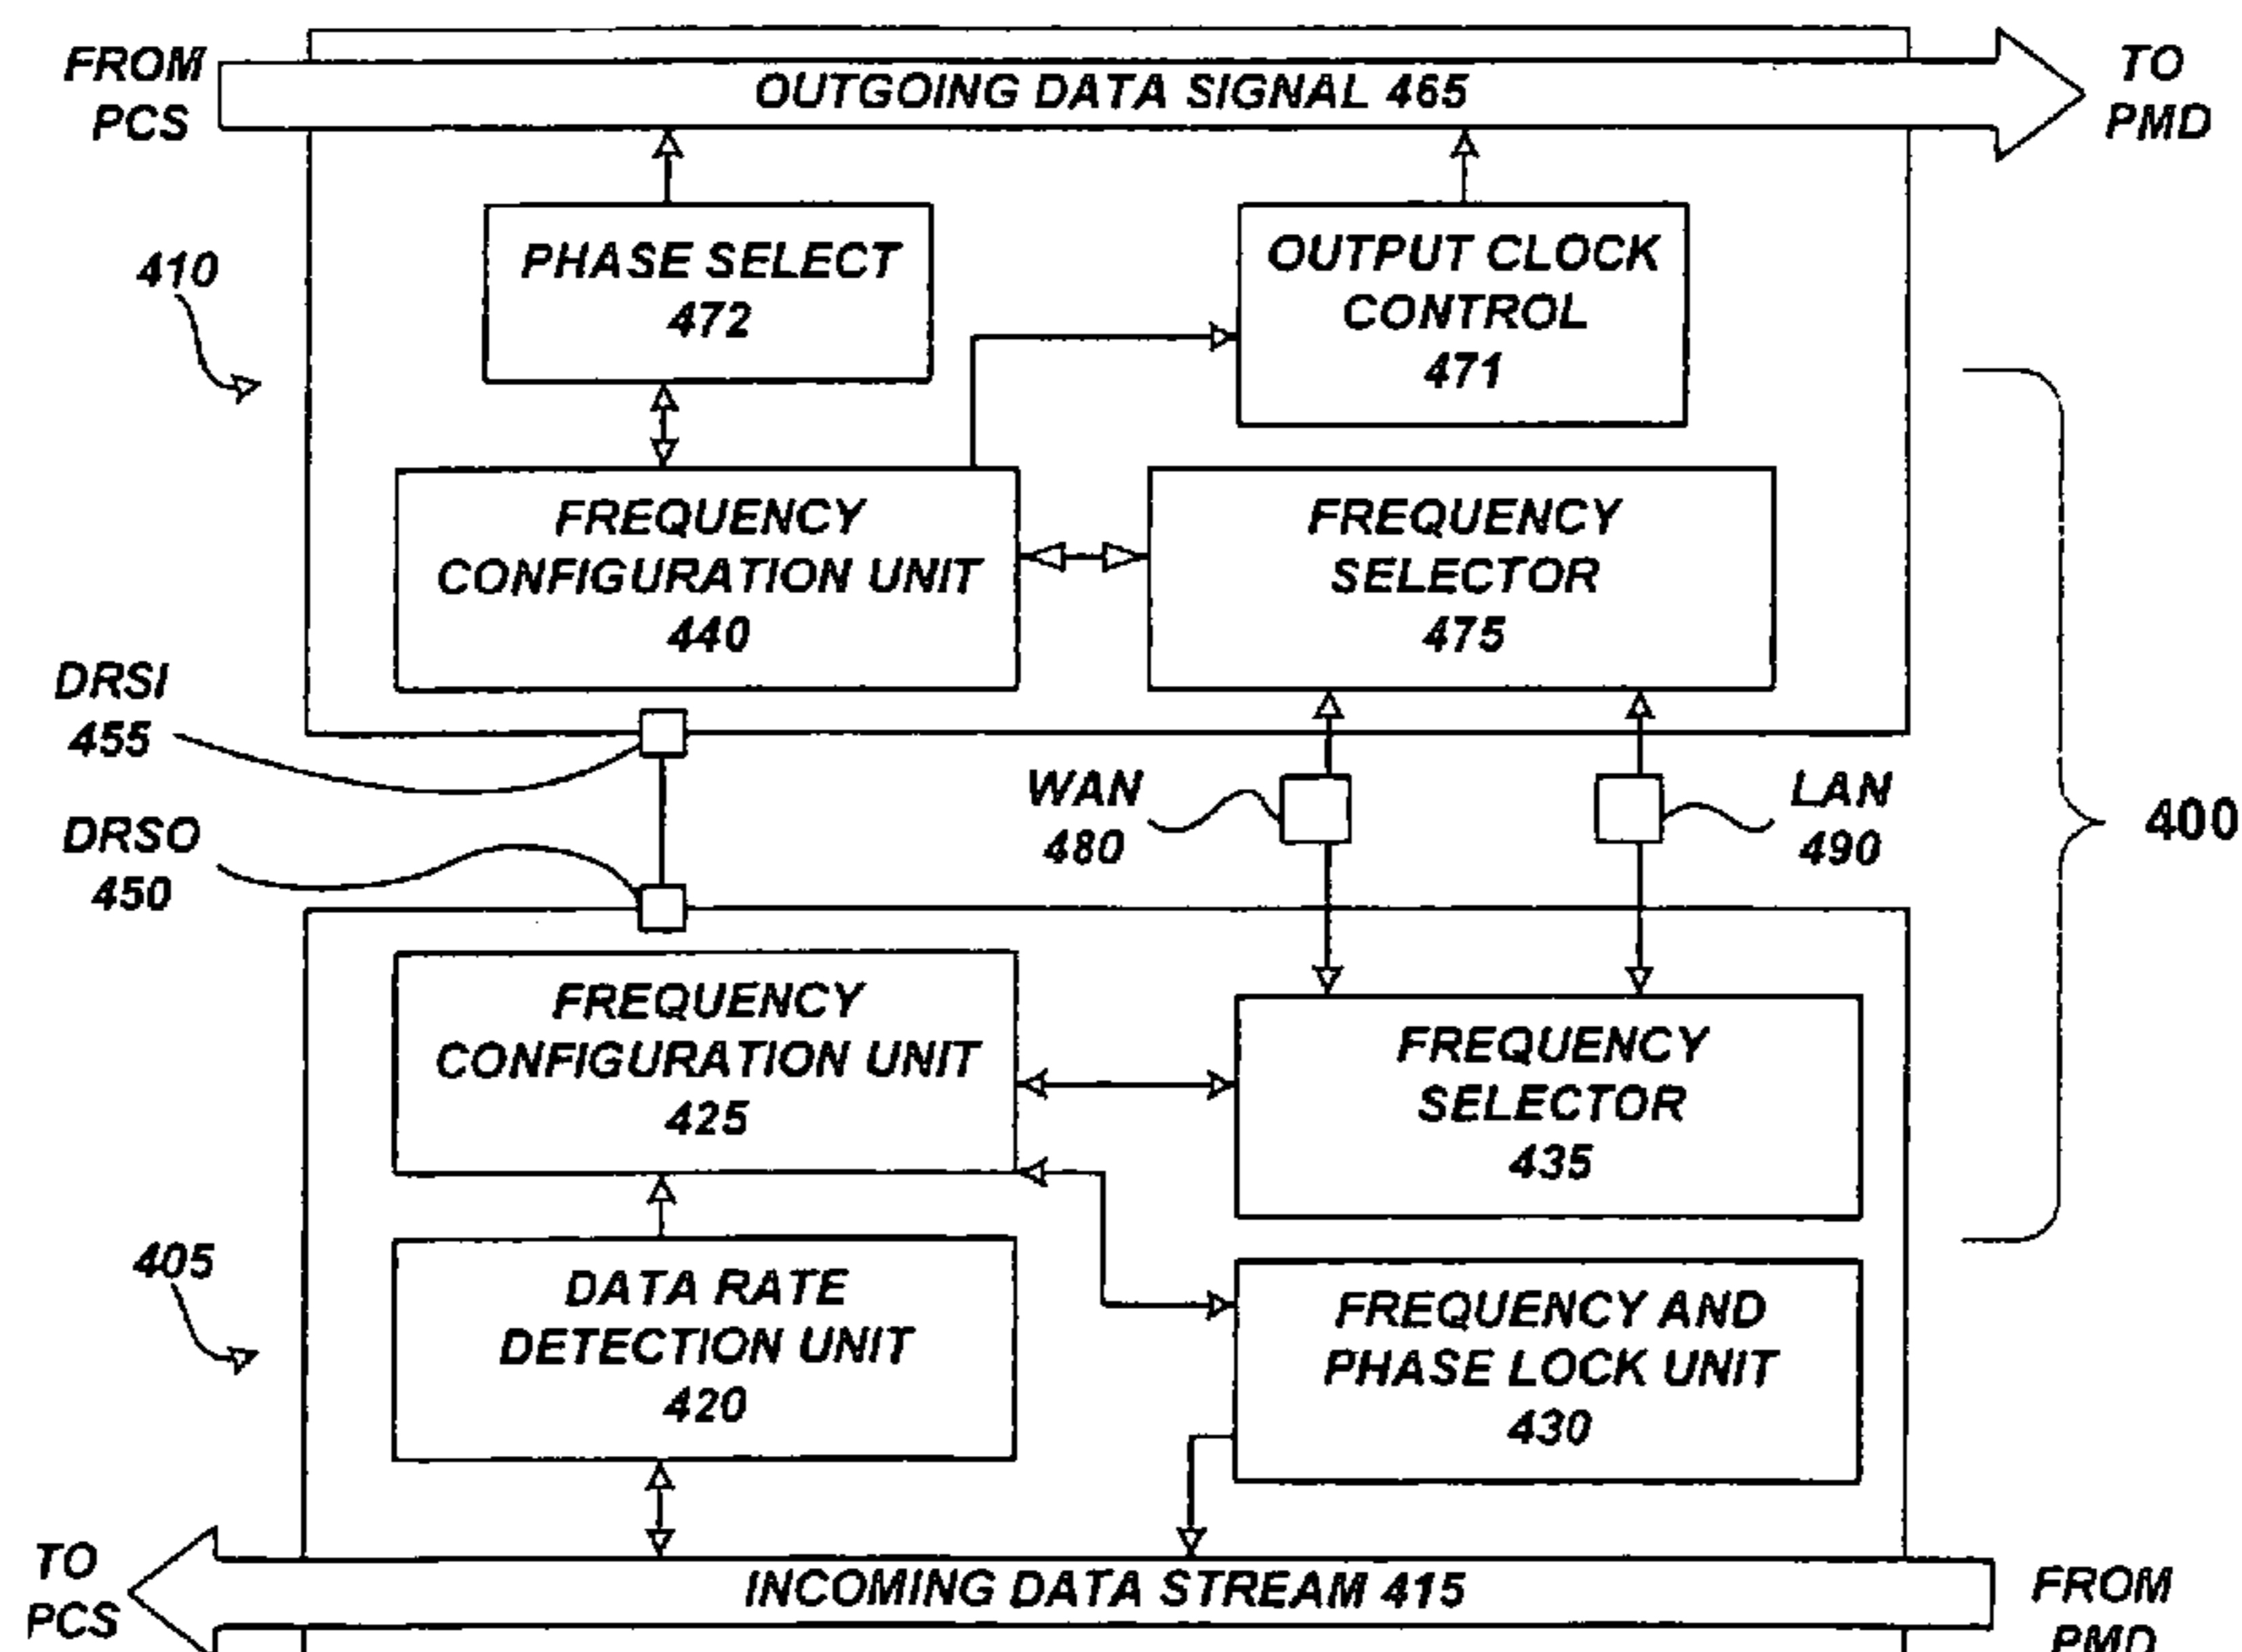 FROM
PCS
OUTGOING DATA SIGNAL 465
TO
PMD
PHASE SELECT
472
OUTPUT CLOCK
CONTROL
471
410
FREQUENCY
CONFIGURATION UNIT
440
FREQUENCY
SELECTOR
475
DRSI
455
WAN
480
LAN
490
400
DRSO
450
FREQUENCY
CONFIGURATION UNIT
425
FREQUENCY
SELECTOR
435
405
DATA RATE
DETECTION UNIT
420
FREQUENCY AND
PHASE LOCK UNIT
430
TO
PCS
INCOMING DATA STREAM 415
FROM
PMD